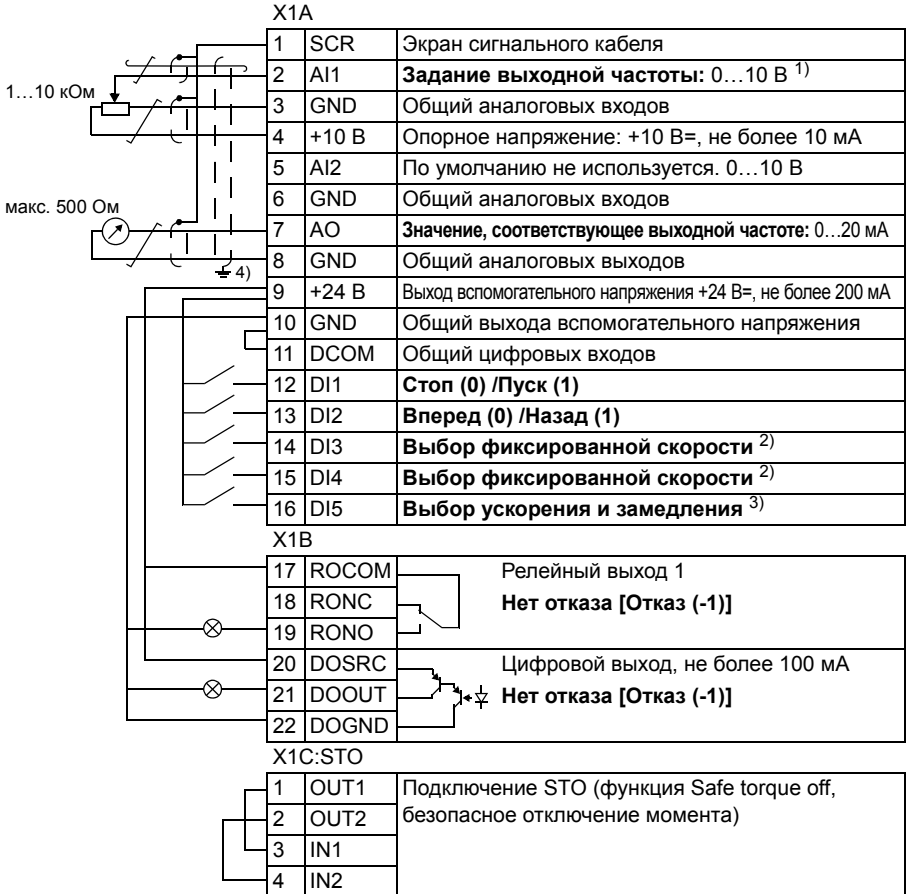 X1A
1 SCR Экран сигнального кабеля
2 AI1 Задание выходной частоты: 0…10 В 1)
1…10 кОм
3 GND Общий аналоговых входов
4 +10 В Опорное напряжение: +10 В=, не более 10 мА
5 AI2 По умолчанию не используется. 0…10 В
6 GND Общий аналоговых входов
макс. 500 Ом
7 AO Значение, соответствующее выходной частоте: 0…20 мА
8 GND Общий аналоговых выходов
4)
9 +24 В Выход вспомогательного напряжения +24 В=, не более 200 мА
10 GND Общий выхода вспомогательного напряжения
11 DCOM Общий цифровых входов
12 DI1 Стоп (0) /Пуск (1)
13 DI2 Вперед (0) /Назад (1)
14 DI3 Выбор фиксированной скорости 2)
15 DI4 Выбор фиксированной скорости 2)
16 DI5 Выбор ускорения и замедления 3)
X1B
17 ROCOM Релейный выход 1
18 RONC Нет отказа [Отказ (-1)]
19 RONO
20 DOSRC Цифровой выход, не более 100 мА
21 DOOUT Нет отказа [Отказ (-1)]
22 DOGND
X1C:STO
1 OUT1 Подключение STO (функция Safe torque off,
2 OUT2 безопасное отключение момента)
3 IN1
4 IN2